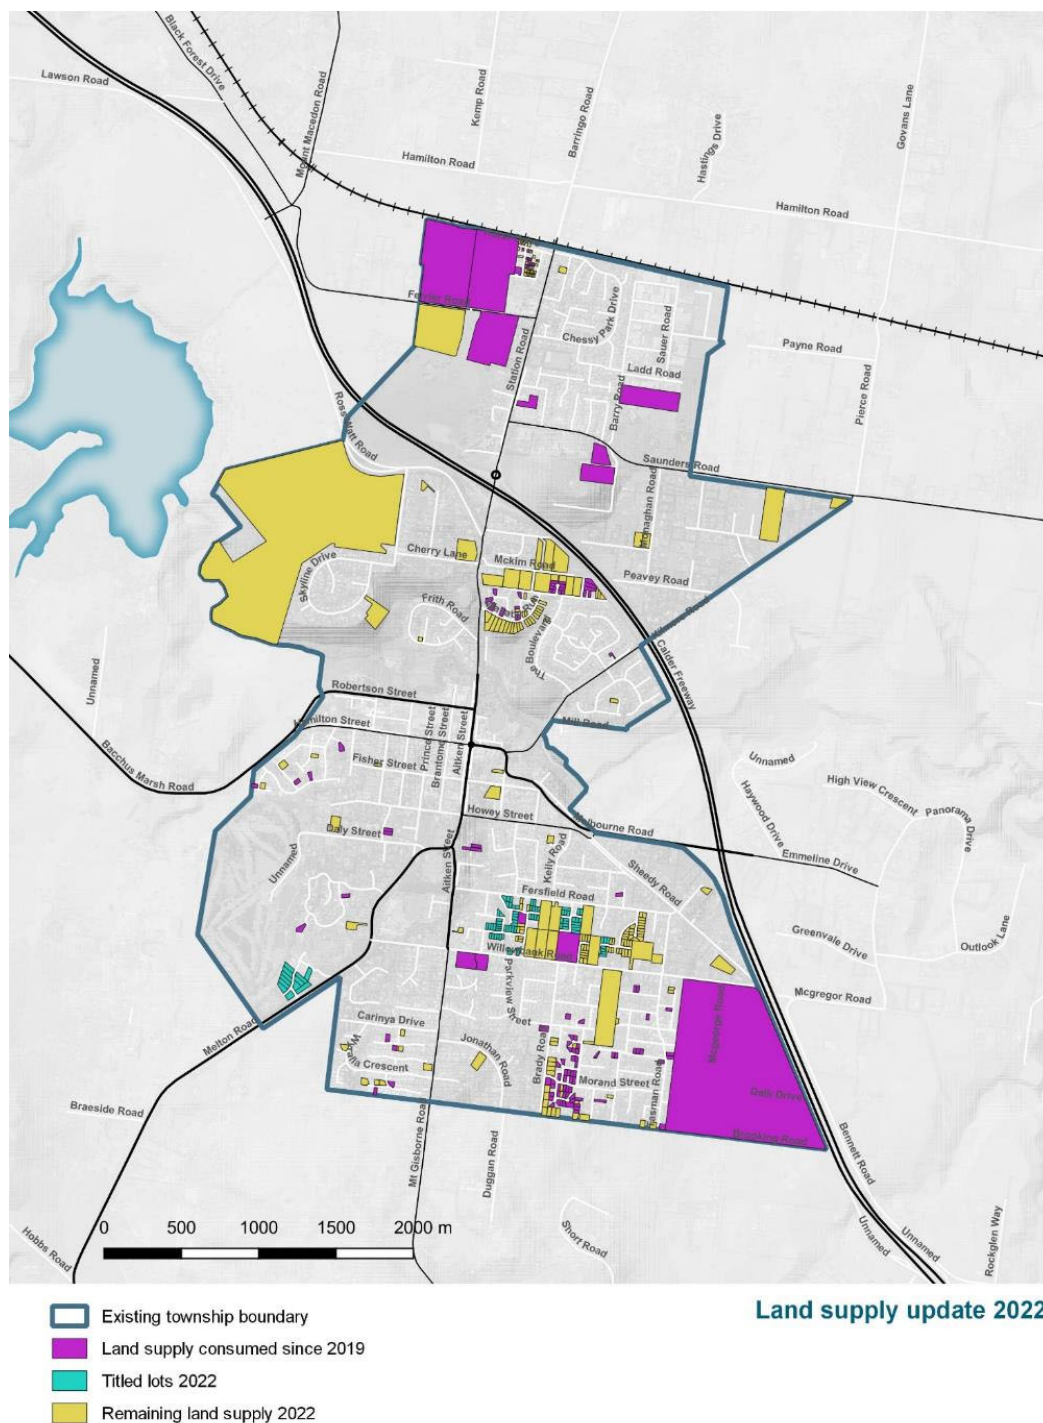 Black Forest Drive
Lawson Road
Mount Macedon Road
Kemp Road
Barringo Road
Hastings Drive
Govans Lane
Hamilton Road
Hamilton Road
Station Road
Chessy Park Drive
Sauer Road
Payne Road
Ladd Road
Barry Road
Pierce Road
Saunders Road
Monaghan Road
Cherry Lane
Mckim Road
Skyline Drive
Frith Road
Peavey Road
The Boulevard
Calder Freeway
Unnamed
Robertson Street
Hamilton Street
Prince Street
Brantome Street
Aitken Street
Mill Road
Bacchus Marsh Road
Fisher Street
Unnamed
High View Crescent
Panorama Drive
Haywood Drive
Howey Street
Melbourne Road
Daly Street
Unnamed
Aitken Street
Kelly Road
Sheedy Road
Emmeline Drive
Fersfield Road
Greenvale Drive
Outlook Lane
Willowbank Road
Parkview Street
Mcgregor Road
Mcgeorge Road
Melton Road
Carinya Drive
Jonathan Road
Brady Road
Morand Street
Braeside Road
Mt Gisborne Road
Duggan Road
Brooking Road
Bennett Road
Hobbs Road
Short Road
Unnamed
Unnamed
Rockglen Way
0 500 1000 1500 2000 m
Land supply update 2022
Existing township boundary
Land supply consumed since 2019
Titled lots 2022
Remaining land supply 2022